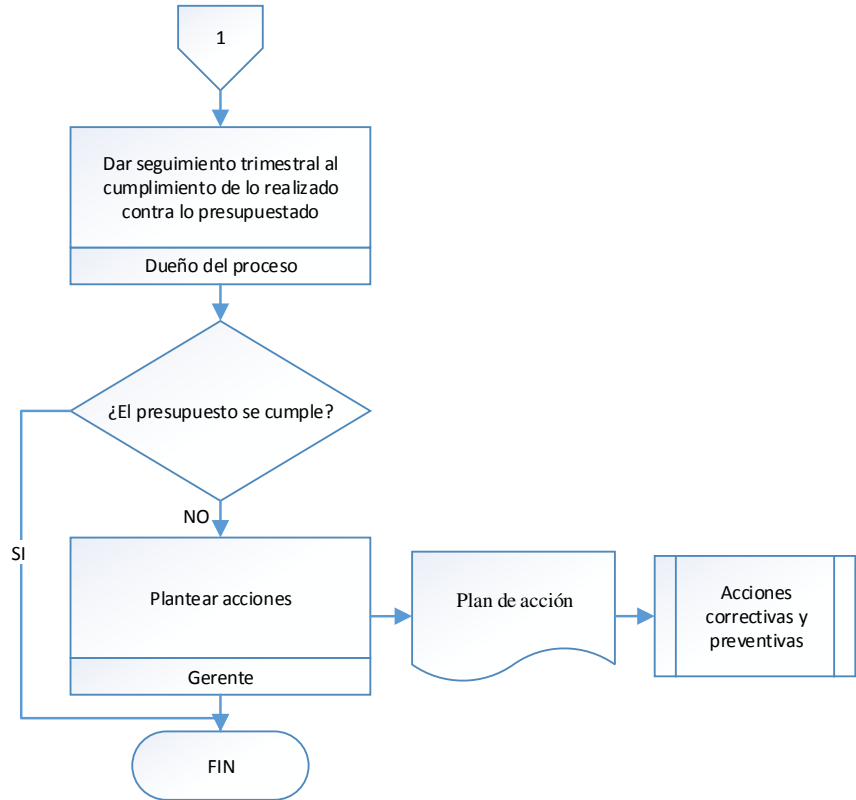 1
Dar seguimiento trimestral al
cumplimiento de lo realizado
contra lo presupuestado
Dueño del proceso
¿El presupuesto se cumple?
NO
SI
Plantear acciones
Gerente
Plan de acción
Acciones
correctivas y
preventivas
FIN